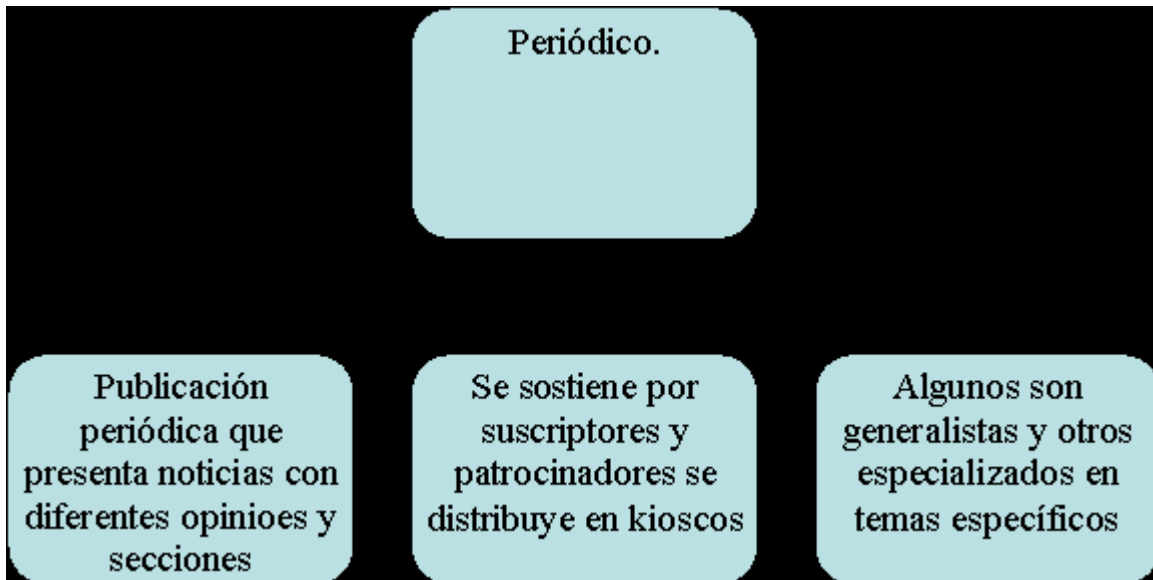 Periódico.
Publicación
periódica que
presenta noticias con
diferentes opinioes y
secciones
Se sostiene por
suscriptores y
patrocinadores se
distribuye en kioscos
Algunos son
generalistas y otros
especializados en
temas específicos